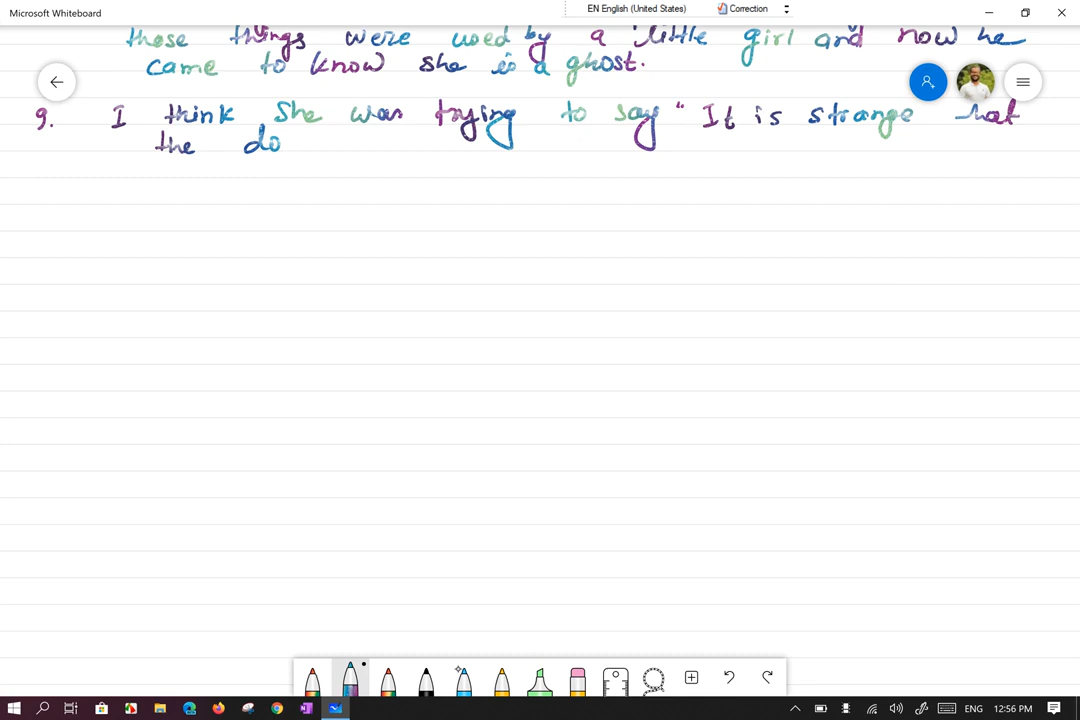 Microsoft Whiteboard
EN English (United States) Correction
those things were used by a little girl and now he
came to know she is a ghost.
9. I think she was trying to say "It is strange hat
the do
ENG 12:56 PM